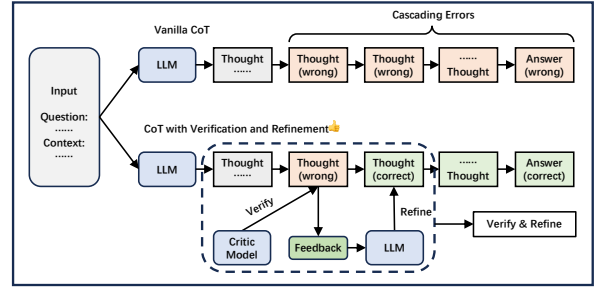 Cascading Errors
Vanilla CoT
LLM
Thought
......
Thought
(wrong)
Thought
(wrong)
......
Thought
Answer
(wrong)
Input
Question:
......
Context:
......
CoT with Verification and Refinement👍
LLM
Thought
......
Thought
(wrong)
Thought
(correct)
......
Thought
Answer
(correct)
Verify
Refine
Verify & Refine
Critic
Model
Feedback
LLM